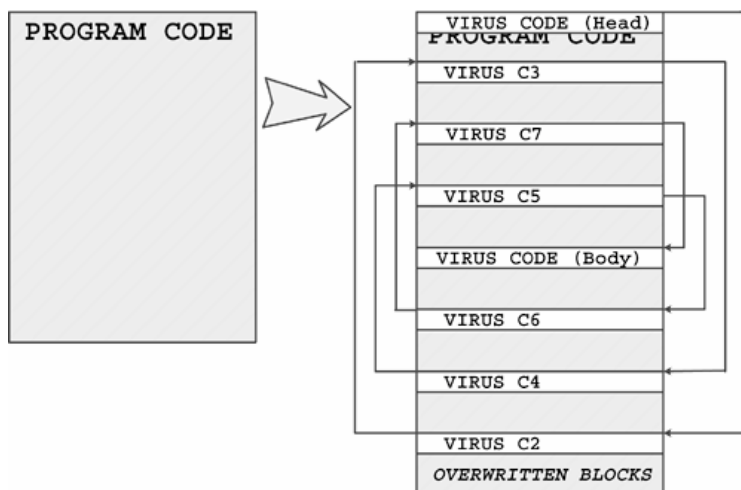 PROGRAM CODE
VIRUS CODE (Head)
PROGRAM CODE
VIRUS C3
VIRUS C7
VIRUS C5
VIRUS CODE (Body)
VIRUS C6
VIRUS C4
VIRUS C2
OVERWRITTEN BLOCKS